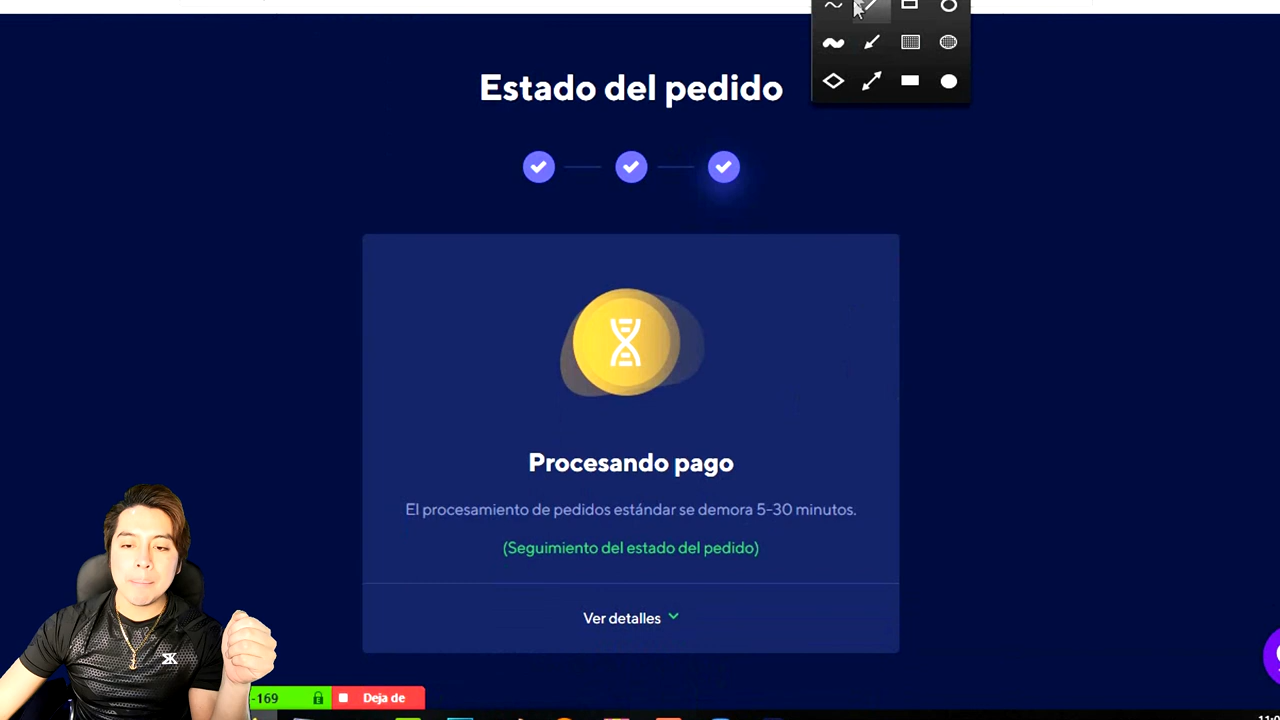 Estado del pedido
Procesando pago
El procesamiento de pedidos estándar se demora 5-30 minutos.
(Seguimiento del estado del pedido)
Ver detalles
-169
Deja de